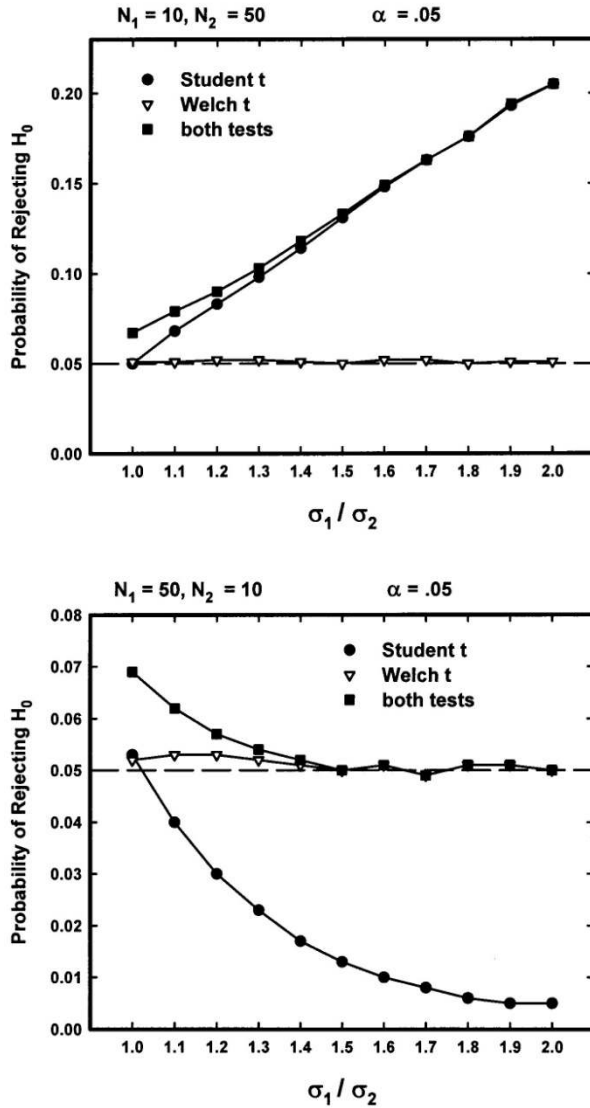 N1 = 10, N2 = 50 α = .05
Student t
Welch t
both tests
Probability of Rejecting H0
0.20
0.15
0.10
0.05
0.00
1.0 1.1 1.2 1.3 1.4 1.5 1.6 1.7 1.8 1.9 2.0
σ1 / σ2
N1 = 50, N2 = 10 α = .05
Student t
Welch t
both tests
Probability of Rejecting H0
0.08
0.07
0.06
0.05
0.04
0.03
0.02
0.01
0.00
1.0 1.1 1.2 1.3 1.4 1.5 1.6 1.7 1.8 1.9 2.0
σ1 / σ2